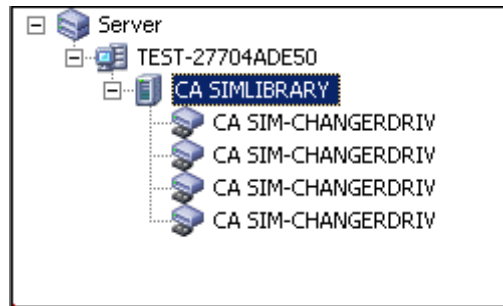 Server
TEST-27704ADE50
CA SIMLIBRARY
CA SIM-CHANGERDRIV
CA SIM-CHANGERDRIV
CA SIM-CHANGERDRIV
CA SIM-CHANGERDRIV